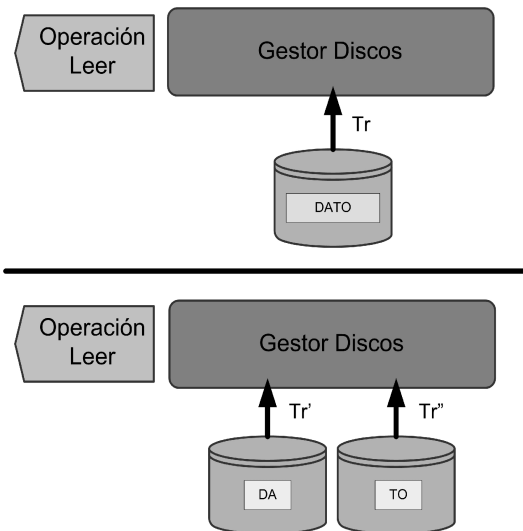 Operación
Leer
Gestor Discos
Tr
DATO
Operación
Leer
Gestor Discos
Tr’
Tr”
DA
TO